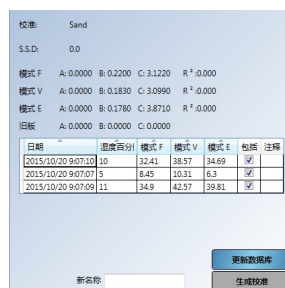 校准: Sand
S.S.D: 0.0
模式 F A: 0.0000 B: 0.2200 C: 3.1220 R²:0.000
模式 V A: 0.0000 B: 0.1830 C: 3.0990 R²:0.000
模式 E A: 0.0000 B: 0.1780 C: 3.8710 R²:0.000
旧版 A: 0.0000 B: 0.0000 C: 0.0000
日期 湿度百分 模式 F 模式 V 模式 E 包括 注释
2015/10/20 9:07:10 10 32.41 38.57 34.69
2015/10/20 9:07:07 5 8.45 10.31 6.3
2015/10/20 9:07:09 11 34.9 42.57 39.81
更新数据库
新名称 生成校准